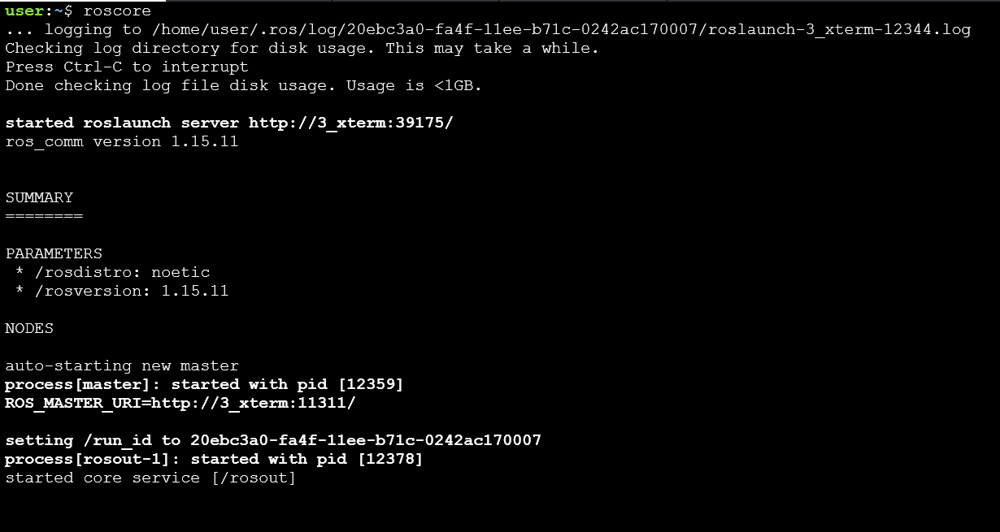 user:~$ roscore
... logging to /home/user/.ros/log/20ebc3a0-fa4f-11ee-b71c-0242ac170007/roslaunch-3_xterm-12344.log
Checking log directory for disk usage. This may take a while.
Press Ctrl-C to interrupt
Done checking log file disk usage. Usage is <1GB.
started roslaunch server http://3_xterm:39175/
ros_comm version 1.15.11
SUMMARY
========
PARAMETERS
* /rosdistro: noetic
* /rosversion: 1.15.11
NODES
auto-starting new master
process[master]: started with pid [12359]
ROS_MASTER_URI=http://3_xterm:11311/
setting /run_id to 20ebc3a0-fa4f-11ee-b71c-0242ac170007
process[rosout-1]: started with pid [12378]
started core service [/rosout]